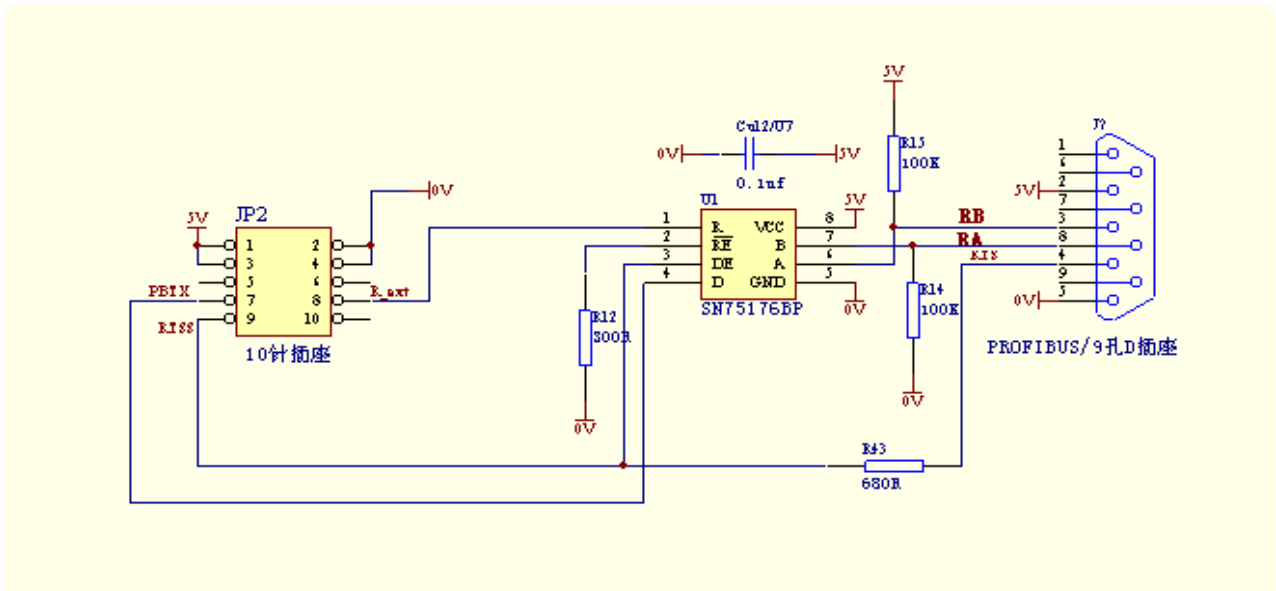 5V
J?
Cu12/U7
R15
100K
0V
5V
0.1uf
JP2
0V
5V
U1
5V
1
6
2
7
3
8
4
9
5
5V
0V
RB
RA
RTS
1
2
3
4
5
6
7
8
9
10
PBTX
R_ext
RTSS
10针插座
1
2
3
4
R
RE
DE
D
VCC
B
A
GND
8
7
6
5
SN75176BP
0V
R12
300R
0V
R14
100K
0V
PROFIBUS/9孔D插座
R43
680R